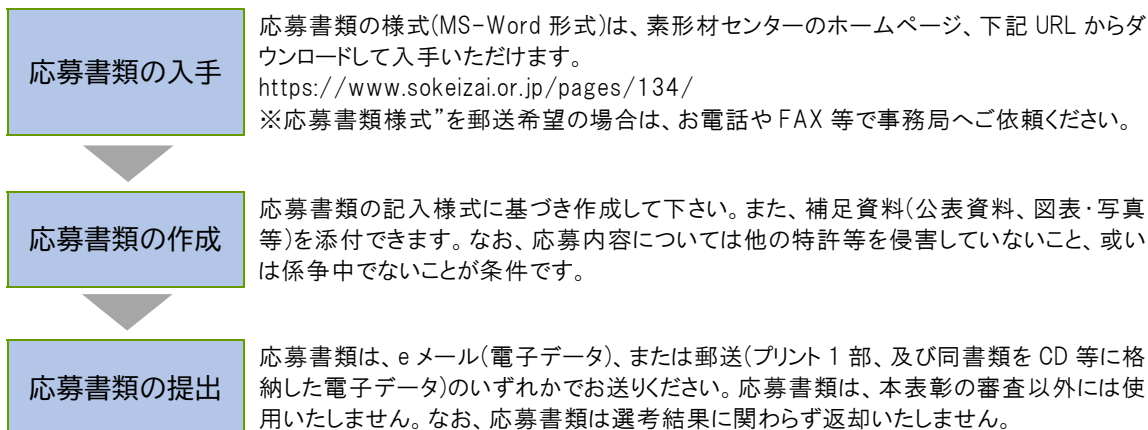 応募書類の入手
応募書類の様式(MS-Word 形式)は、素形材センターのホームページ、下記 URL からダ
ウンロードして入手いただけます。
https://www.sokeizai.or.jp/pages/134/
※応募書類様式”を郵送希望の場合は、お電話や FAX 等で事務局へご依頼ください。
応募書類の作成
応募書類の記入様式に基づき作成して下さい。また、補足資料(公表資料、図表・写真
等)を添付できます。なお、応募内容については他の特許等を侵害していないこと、或い
は係争中でないことが条件です。
応募書類の提出
応募書類は、e メール(電子データ)、または郵送(プリント 1 部、及び同書類を CD 等に格
納した電子データ)のいずれかでお送りください。応募書類は、本表彰の審査以外には使
用いたしません。なお、応募書類は選考結果に関わらず返却いたしません。